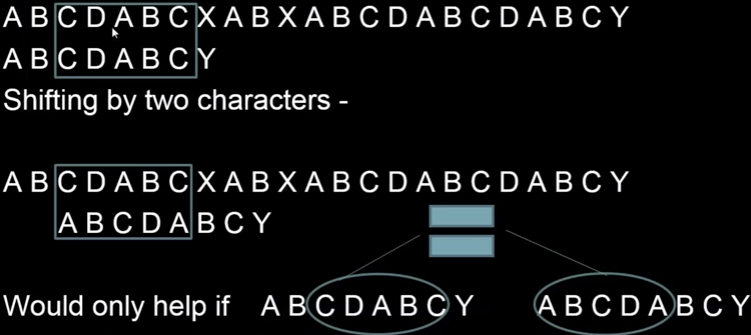 A B C D A B C X A B X A B C D A B C D A B C Y
A B C D A B C Y
Shifting by two characters -
A B C D A B C X A B X A B C D A B C D A B C Y
A B C D A B C Y
Would only help if A B C D A B C Y A B C D A B C Y